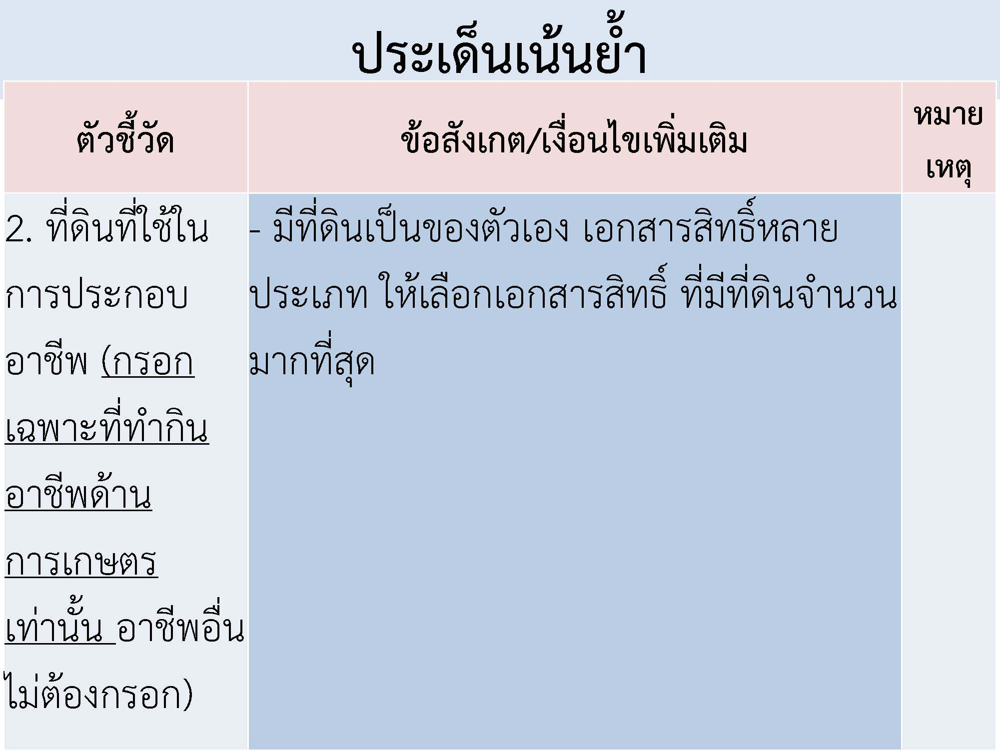 ประเด็นเน้นย้ำ
ตัวชี้วัด
ข้อสังเกต/เงื่อนไขเพิ่มเติม
หมาย
เหตุ
2. ที่ดินที่ใช้ใน
การประกอบ
อาชีพ (กรอก
เฉพาะที่ทำกิน
อาชีพด้าน
การเกษตร
เท่านั้น อาชีพอื่น
ไม่ต้องกรอก)
- มีที่ดินเป็นของตัวเอง เอกสารสิทธิ์หลาย
ประเภท ให้เลือกเอกสารสิทธิ์ ที่มีที่ดินจำนวน
มากที่สุด